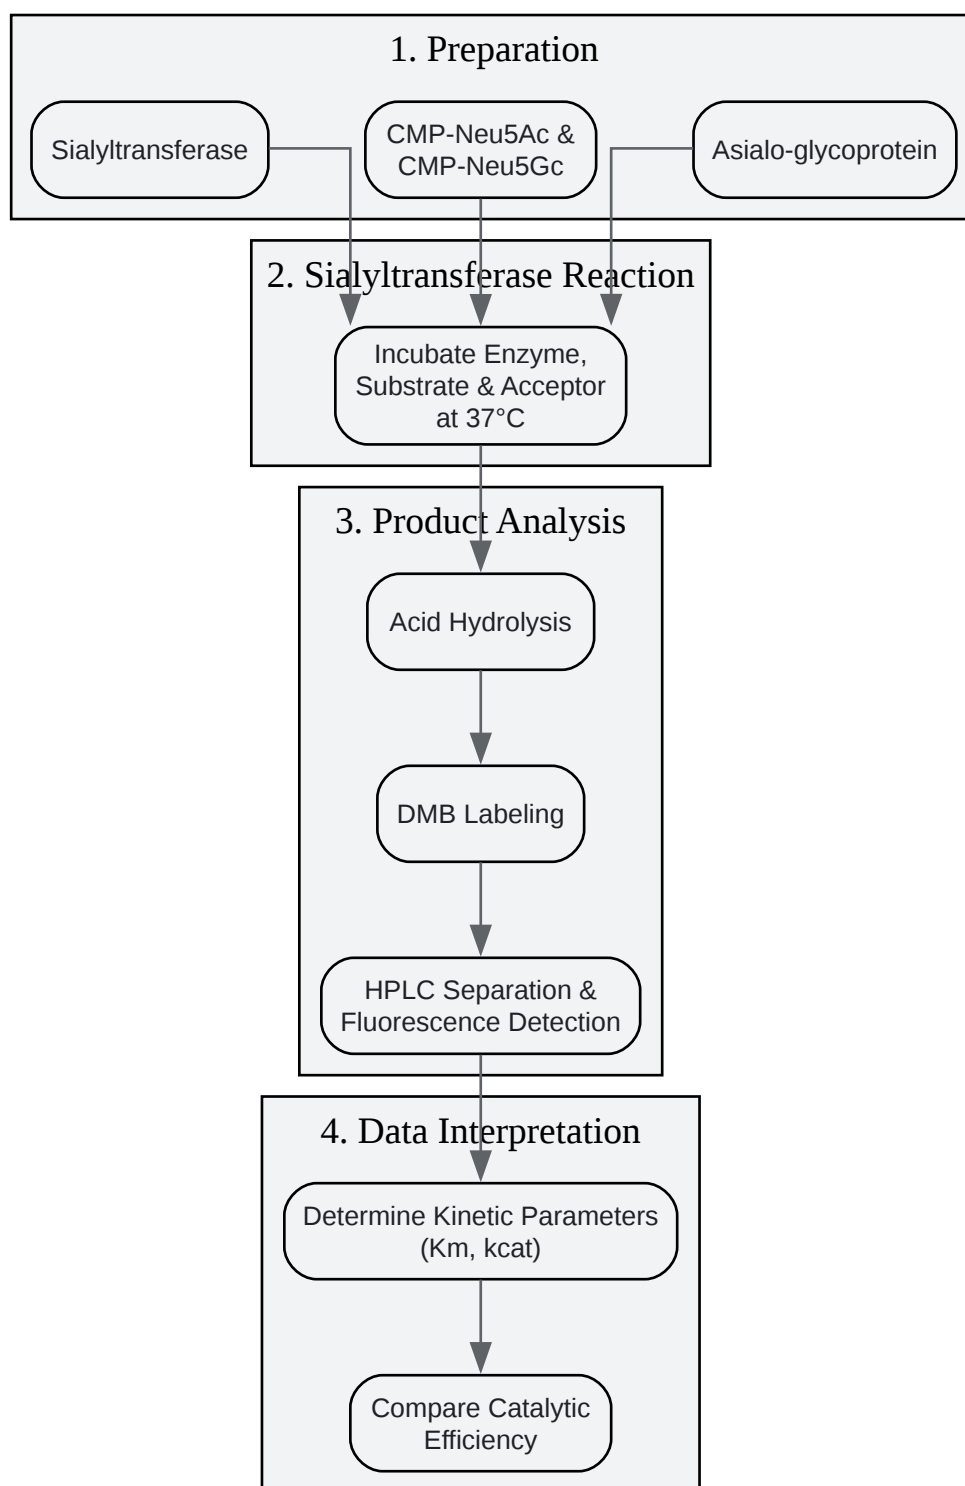 1. Preparation
Sialyltransferase
CMP-Neu5Ac &
CMP-Neu5Gc
Asialo-glycoprotein
2. Sialyltransferase Reaction
Incubate Enzyme,
Substrate & Acceptor
at 37°C
3. Product Analysis
Acid Hydrolysis
DMB Labeling
HPLC Separation &
Fluorescence Detection
4. Data Interpretation
Determine Kinetic Parameters
(Km, kcat)
Compare Catalytic
Efficiency